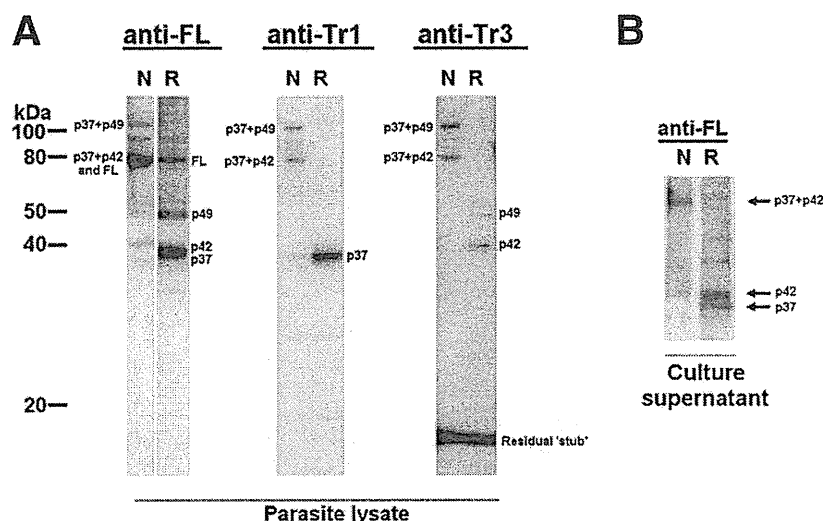 A
anti-FL
anti-Tr1
anti-Tr3
N R
N R
N R
kDa
100
80
50
40
20
p37+p49
p37+p42
and FL
FL
p49
p42
p37
p37+p49
p37+p42
p37
p37+p49
p37+p42
p49
p42
Residual 'stub'
Parasite lysate
B
anti-FL
N R
p37+p42
p42
p37
Culture
supernatant